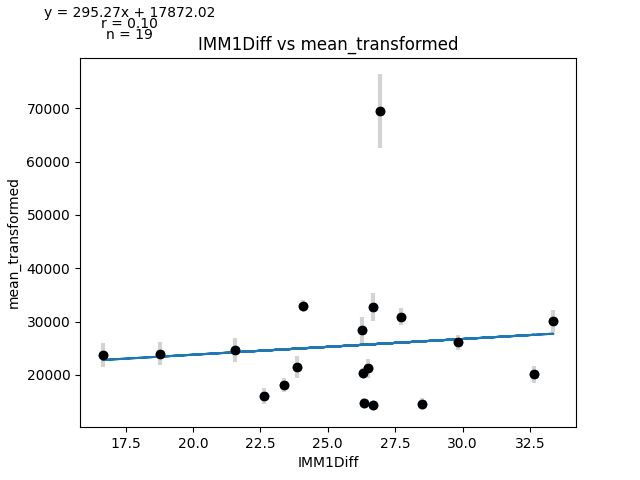 y = 295.27x + 17872.02
r = 0.10
n = 19
IMM1Diff vs mean_transformed
mean_transformed
70000
60000
50000
40000
30000
20000
17.5 20.0 22.5 25.0 27.5 30.0 32.5
IMM1Diff